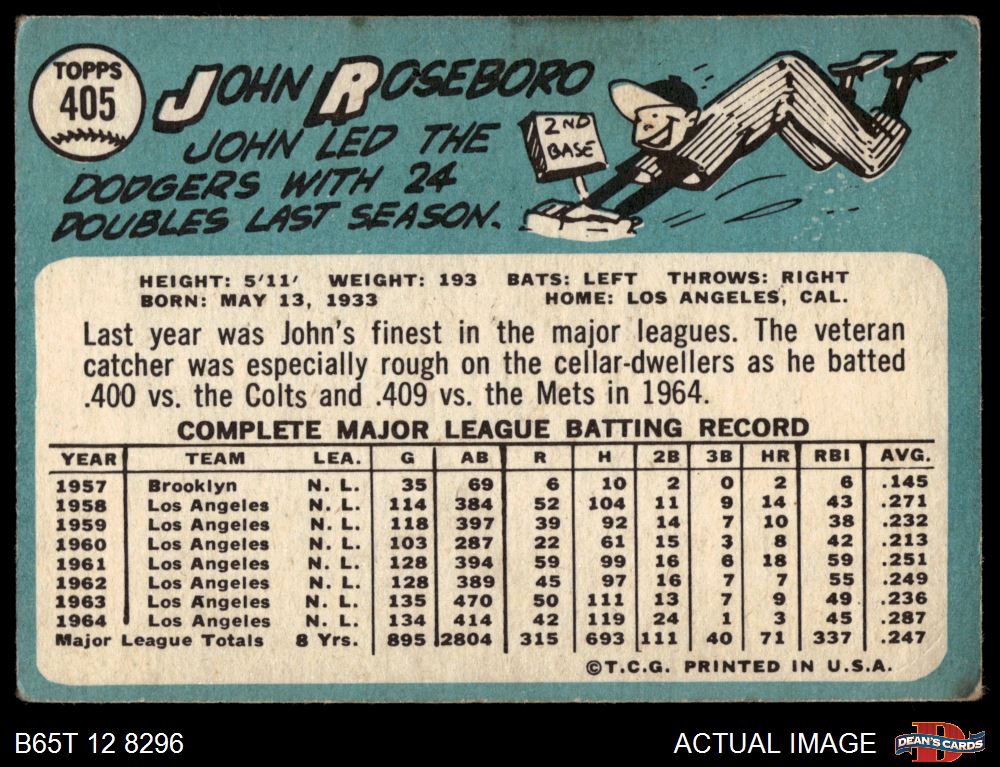 TOPPS
405
JOHN ROSEBORO
JOHN LED THE
DODGERS WITH 24
DOUBLES LAST SEASON.
2ND
BASE
HEIGHT: 5'11' WEIGHT: 193 BATS: LEFT THROWS: RIGHT
BORN: MAY 13, 1933 HOME: LOS ANGELES, CAL.
Last year was John's finest in the major leagues. The veteran
catcher was especially rough on the cellar-dwellers as he batted
.400 vs. the Colts and .409 vs. the Mets in 1964.
COMPLETE MAJOR LEAGUE BATTING RECORD
YEAR TEAM LEA. G AB R H 2B 3B HR RBI AVG.
1957 Brooklyn N. L. 35 69 6 10 2 0 2 6 .145
1958 Los Angeles N. L. 114 384 52 104 11 9 14 43 .271
1959 Los Angeles N. L. 118 397 39 92 14 7 10 38 .232
1960 Los Angeles N. L. 103 287 22 61 15 3 8 42 .213
1961 Los Angeles N. L. 128 394 59 99 16 6 18 59 .251
1962 Los Angeles N. L. 128 389 45 97 16 7 7 55 .249
1963 Los Angeles N. L. 135 470 50 111 13 7 9 49 .236
1964 Los Angeles N. L. 134 414 42 119 24 1 3 45 .287
Major League Totals 8 Yrs. 895 2804 315 693 111 40 71 337 .247
©T.C.G. PRINTED IN U.S.A.
B65T 12 8296
ACTUAL IMAGE
DEAN'S CARDS